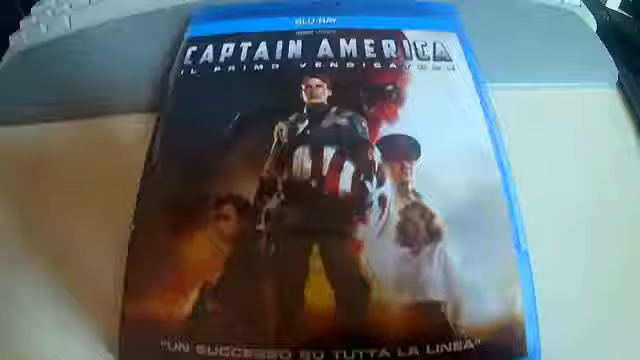 BLU-RAY
CAPTAIN AMERICA
IL PRIMO VENDICATORE
"UN SUCCESSO SU TUTTA LA LINEA"